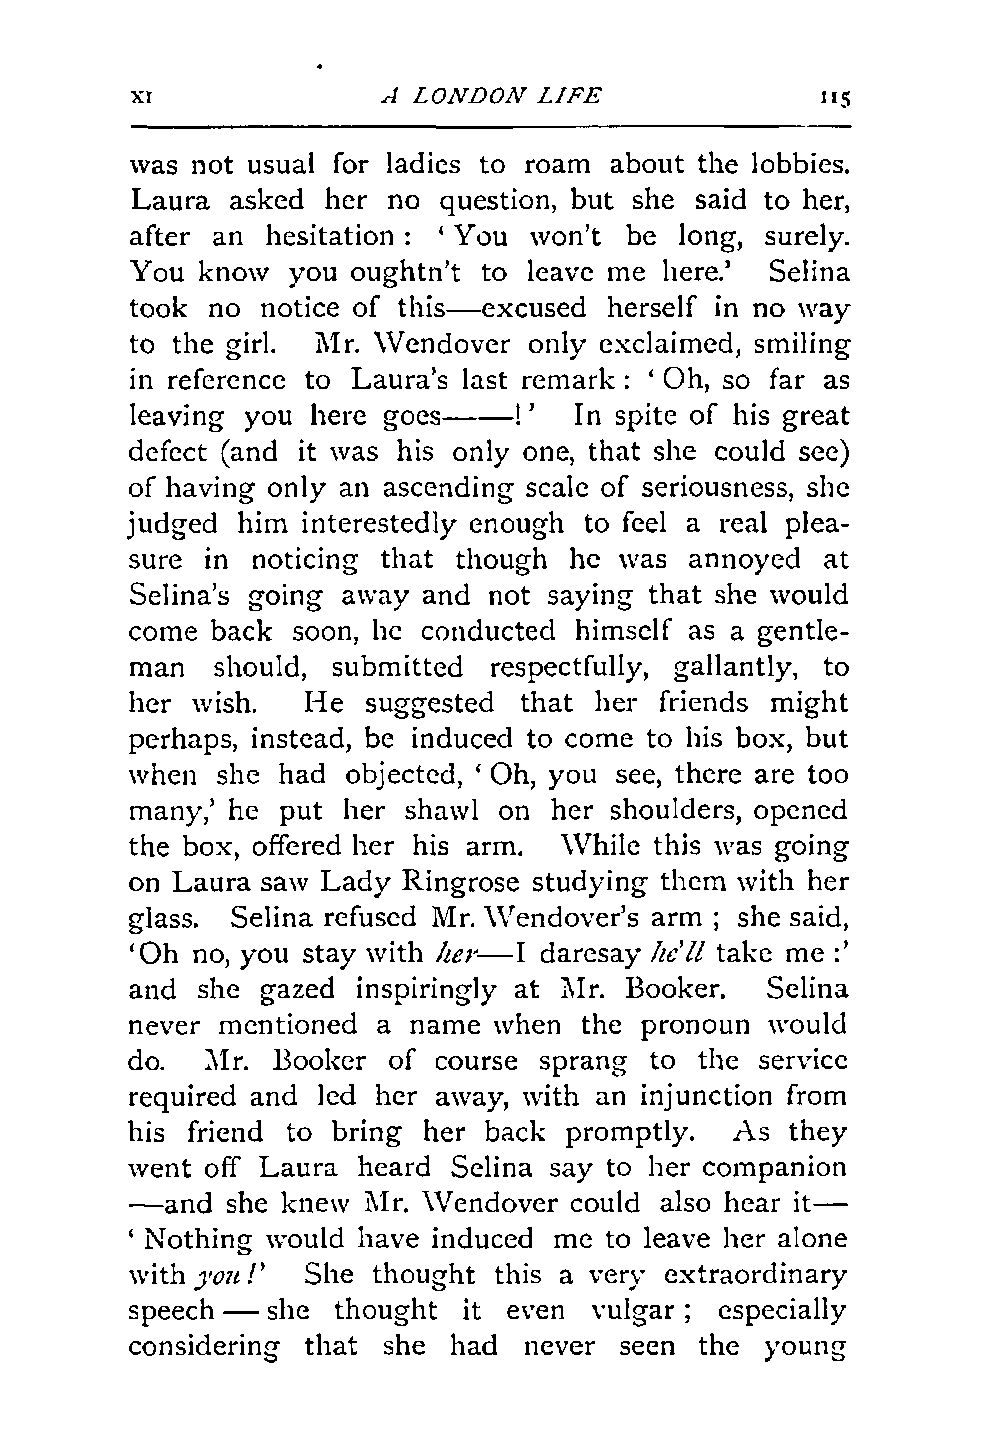 XI A LONDON LIFE 115
was not usual for ladies to roam about the lobbies.
Laura asked her no question, but she said to her,
after an hesitation : ‘ You won’t be long, surely.
You know you oughtn’t to leave me here.’ Selina
took no notice of this—excused herself in no way
to the girl. Mr. Wendover only exclaimed, smiling
in reference to Laura’s last remark : ‘ Oh, so far as
leaving you here goes——! ’ In spite of his great
defect (and it was his only one, that she could see)
of having only an ascending scale of seriousness, she
judged him interestedly enough to feel a real plea-
sure in noticing that though he was annoyed at
Selina’s going away and not saying that she would
come back soon, he conducted himself as a gentle-
man should, submitted respectfully, gallantly, to
her wish. He suggested that her friends might
perhaps, instead, be induced to come to his box, but
when she had objected, ‘ Oh, you see, there are too
many,’ he put her shawl on her shoulders, opened
the box, offered her his arm. While this was going
on Laura saw Lady Ringrose studying them with her
glass. Selina refused Mr. Wendover’s arm ; she said,
‘Oh no, you stay with her—I daresay he’ll take me :’
and she gazed inspiringly at Mr. Booker. Selina
never mentioned a name when the pronoun would
do. Mr. Booker of course sprang to the service
required and led her away, with an injunction from
his friend to bring her back promptly. As they
went off Laura heard Selina say to her companion
—and she knew Mr. Wendover could also hear it—
‘ Nothing would have induced me to leave her alone
with you !’ She thought this a very extraordinary
speech — she thought it even vulgar ; especially
considering that she had never seen the young